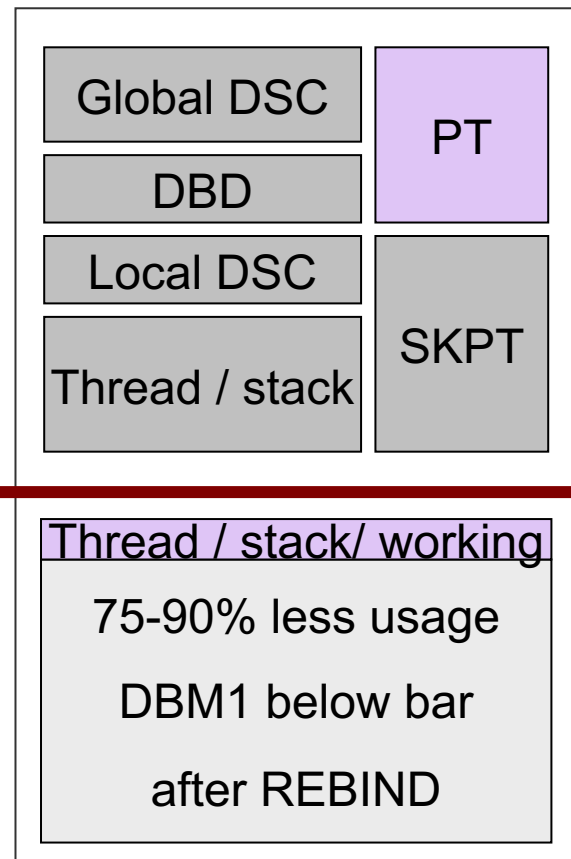 Global DSC
PT
DBD
Local DSC
SKPT
Thread / stack
Thread / stack/ working
75-90% less usage
DBM1 below bar
after REBIND